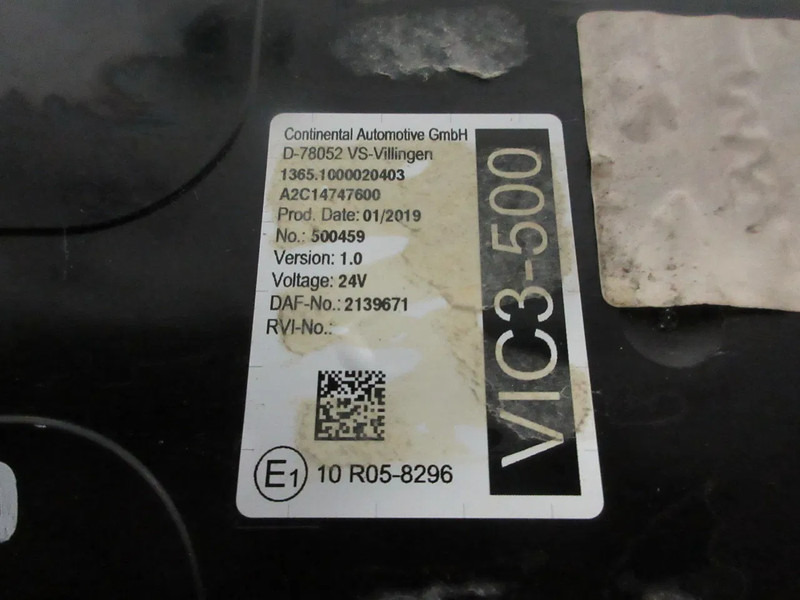 Continental Automotive GmbH
D-78052 VS-Villingen
1365.1000020403
A2C14747600
Prod. Date: 01/2019
No.: 500459
Version: 1.0
Voltage: 24V
DAF-No.: 2139671
RVI-No.:
E1 10 R05-8296
VIC3-500